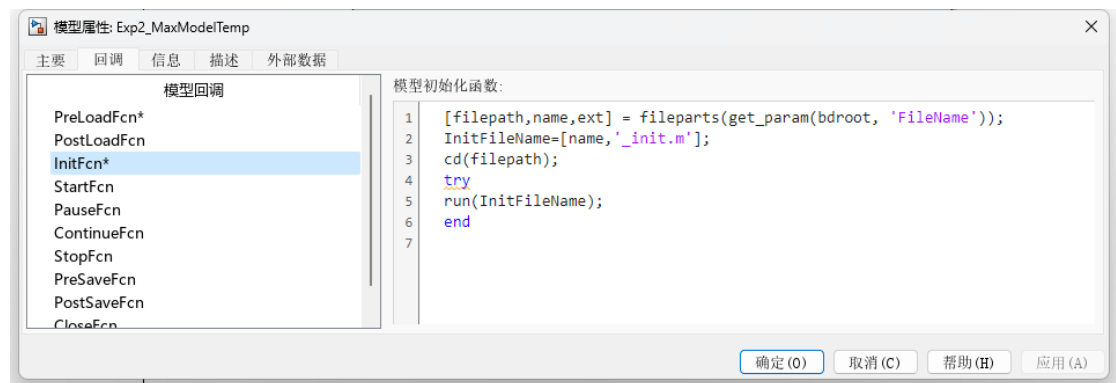 模型属性: Exp2_MaxModelTemp
主要 回调 信息 描述 外部数据
模型回调
PreLoadFcn*
PostLoadFcn
InitFcn*
StartFcn
PauseFcn
ContinueFcn
StopFcn
PreSaveFcn
PostSaveFcn
CloseFcn
模型初始化函数:
1 [filepath,name,ext] = fileparts(get_param(bdroot, 'FileName'));
2 InitFileName=[name,'_init.m'];
3 cd(filepath);
4 try
5 run(InitFileName);
6 end
7
确定(O) 取消(C) 帮助(H) 应用(A)